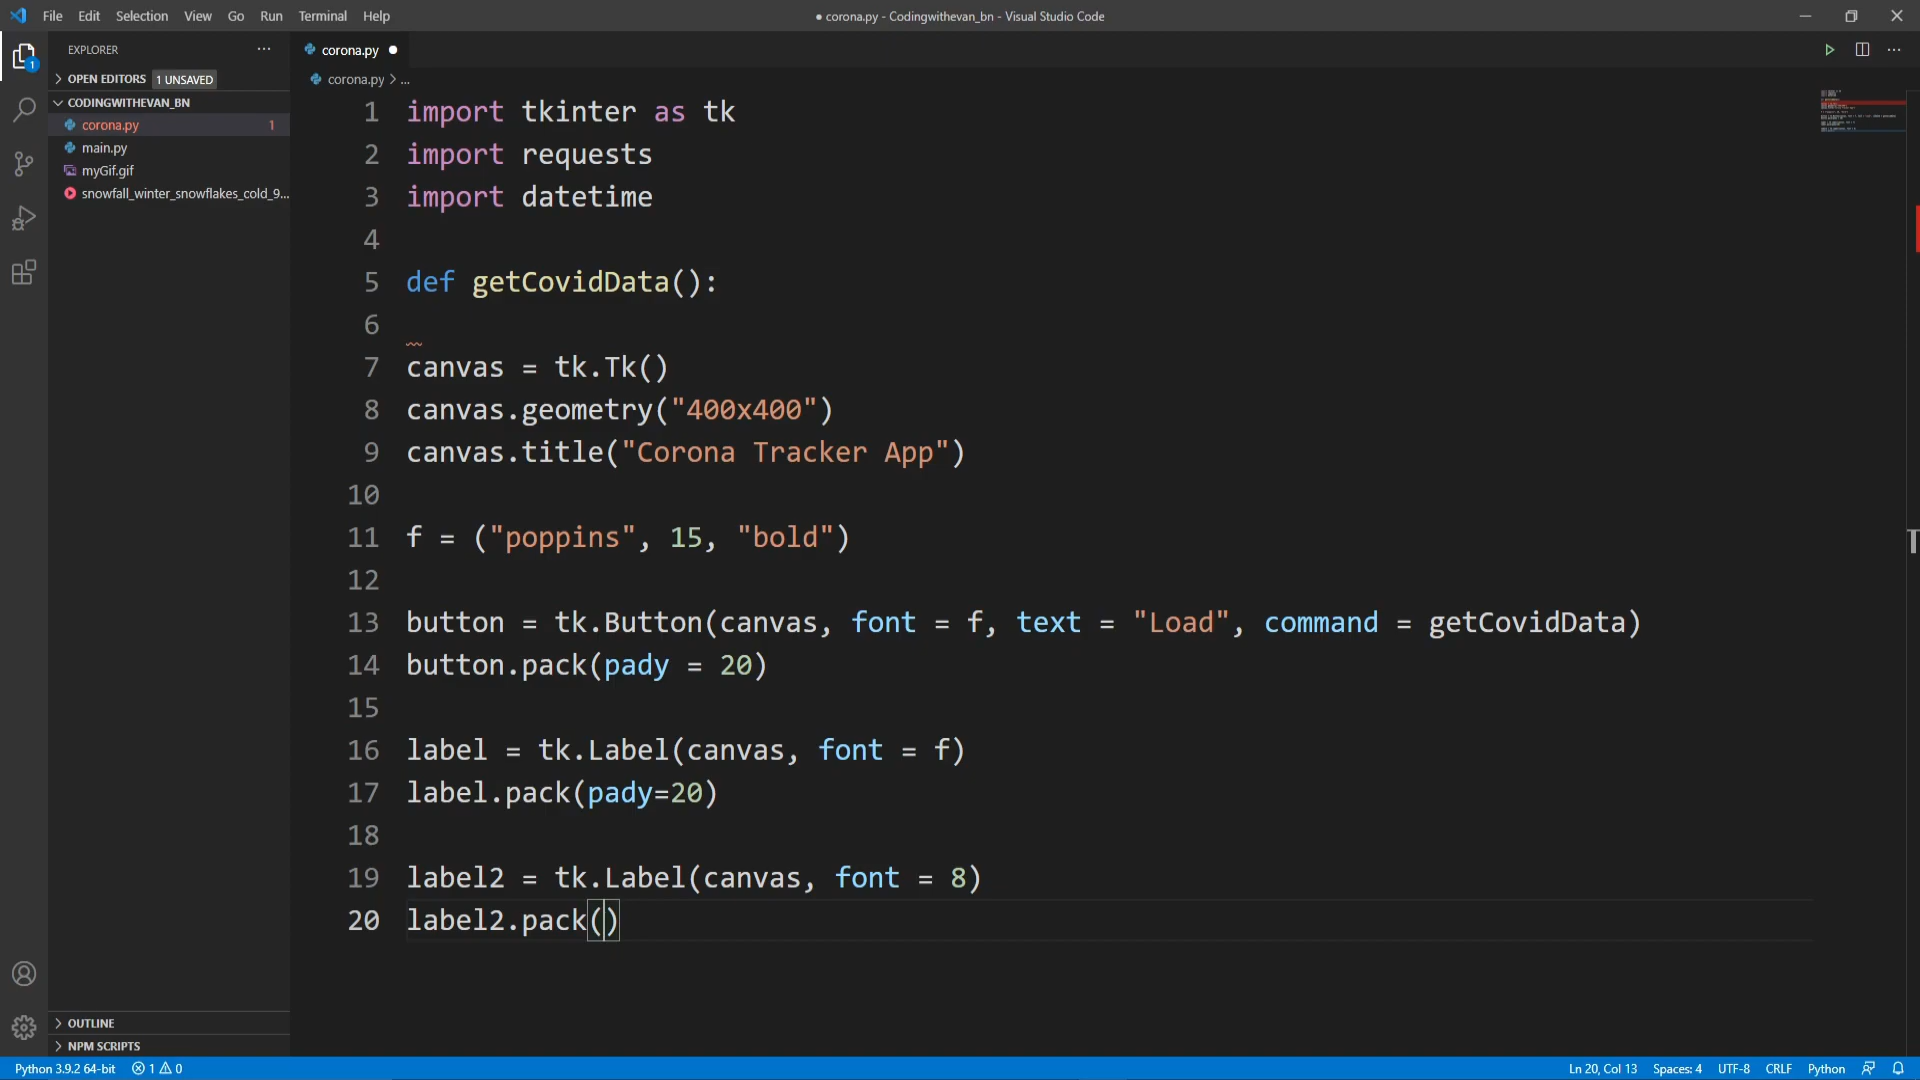 File Edit Selection View Go Run Terminal Help
● corona.py - Codingwithevan_bn - Visual Studio Code
EXPLORER ...
OPEN EDITORS 1 UNSAVED
CODINGWITHEVAN_BN
corona.py 1
main.py
myGif.gif
snowfall_winter_snowflakes_cold_9...
OUTLINE
NPM SCRIPTS
1
corona.py ●
corona.py > ...
1 import tkinter as tk
2 import requests
3 import datetime
4
5 def getCovidData():
6
7 canvas = tk.Tk()
8 canvas.geometry("400x400")
9 canvas.title("Corona Tracker App")
10
11 f = ("poppins", 15, "bold")
12
13 button = tk.Button(canvas, font = f, text = "Load", command = getCovidData)
14 button.pack(pady = 20)
15
16 label = tk.Label(canvas, font = f)
17 label.pack(pady=20)
18
19 label2 = tk.Label(canvas, font = 8)
20 label2.pack()
Python 3.9.2 64-bit 1 0 Ln 20, Col 13 Spaces: 4 UTF-8 CRLF Python